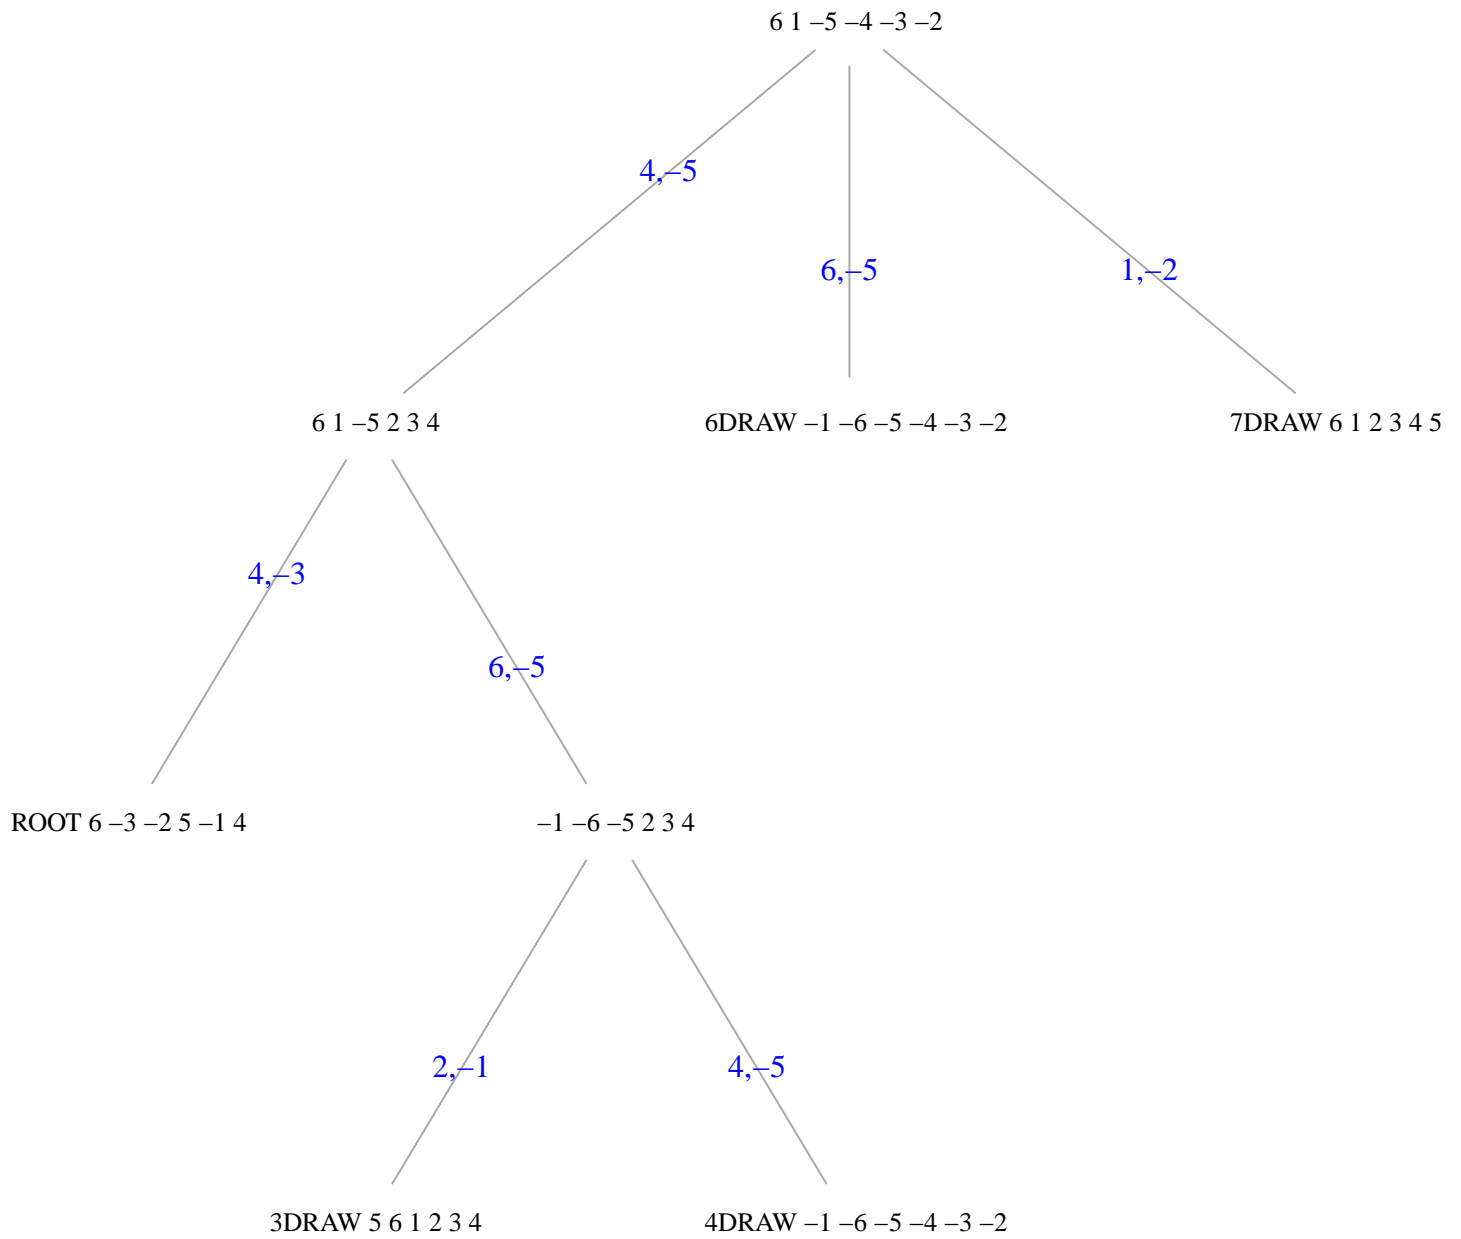 6 1 –5 –4 –3 –2
4,–5
6,–5
1,–2
6 1 –5 2 3 4
6DRAW –1 –6 –5 –4 –3 –2
7DRAW 6 1 2 3 4 5
4,–3
6,–5
ROOT 6 –3 –2 5 –1 4
–1 –6 –5 2 3 4
2,–1
4,–5
3DRAW 5 6 1 2 3 4
4DRAW –1 –6 –5 –4 –3 –2